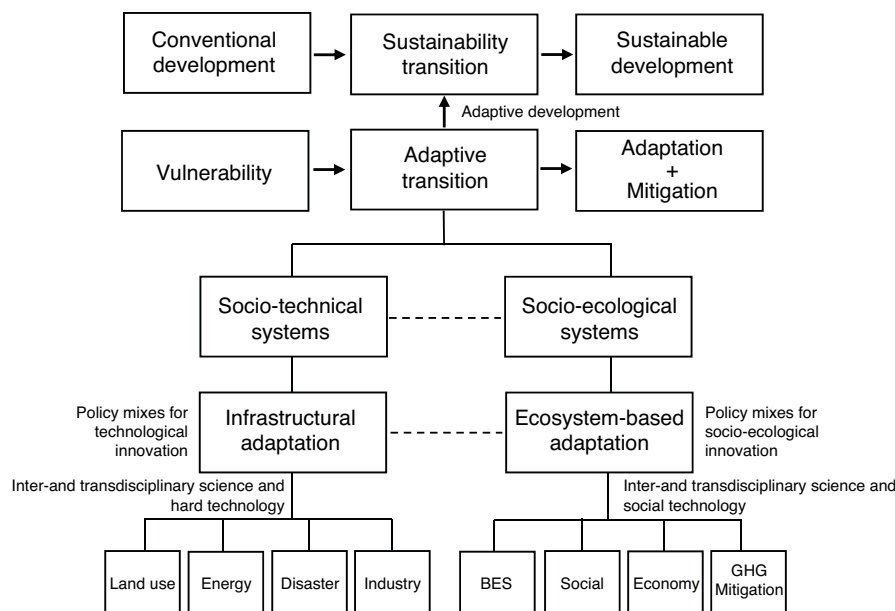 Conventional
development
Sustainability
transition
Sustainable
development
Adaptive development
Vulnerability
Adaptive
transition
Adaptation
+
Mitigation
Socio-technical
systems
Socio-ecological
systems
Policy mixes for
technological
innovation
Infrastructural
adaptation
Ecosystem-based
adaptation
Policy mixes for
socio-ecological
innovation
Inter-and transdisciplinary science and
hard technology
Inter-and transdisciplinary science and
social technology
Land use
Energy
Disaster
Industry
BES
Social
Economy
GHG
Mitigation